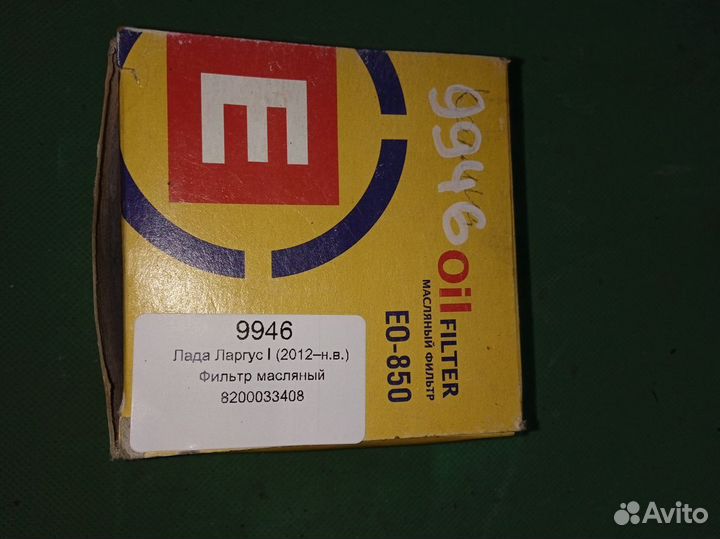 E
9946
Oil FILTER
МАСЛЯНЫЙ ФИЛЬТР
EO-850
9946
Лада Ларгус I (2012–н.в.)
Фильтр масляный
8200033408
Avito